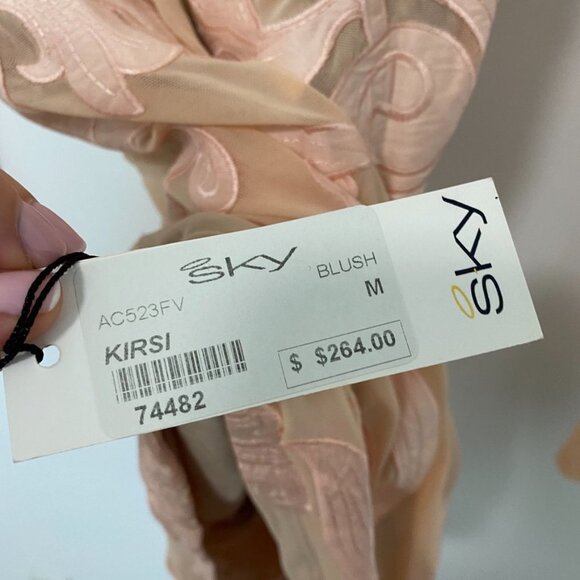 SKY
AC523FV
BLUSH
KIRSI
M
74482
$ $264.00
SKY